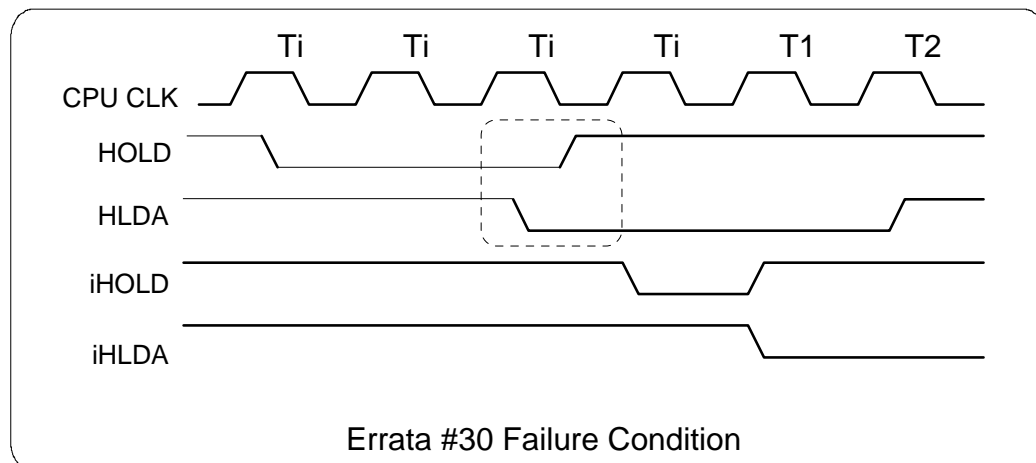 Ti Ti Ti Ti T1 T2
CPU CLK
HOLD
HLDA
iHOLD
iHLDA
Errata #30 Failure Condition